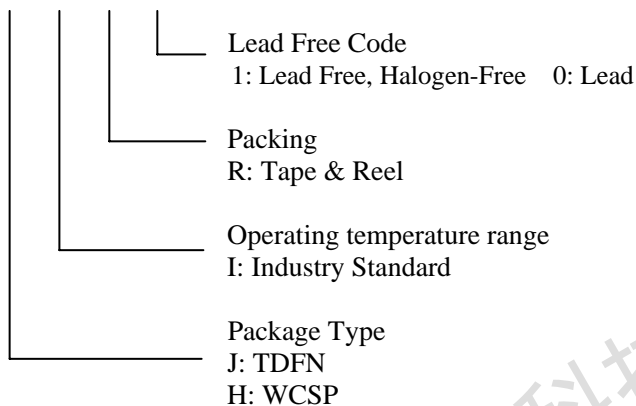 Lead Free Code
1: Lead Free, Halogen-Free 0: Lead
Packing
R: Tape & Reel
Operating temperature range
I: Industry Standard
Package Type
J: TDFN
H: WCSP
科